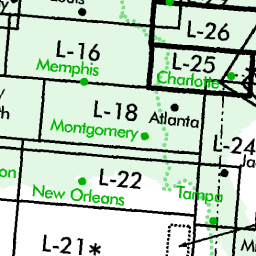 Louis
L-26
L-16
L-25
Memphis
Charlotte
L-18
Atlanta
Montgomery
L-24
L-22
New Orleans
Tampa
L-21*